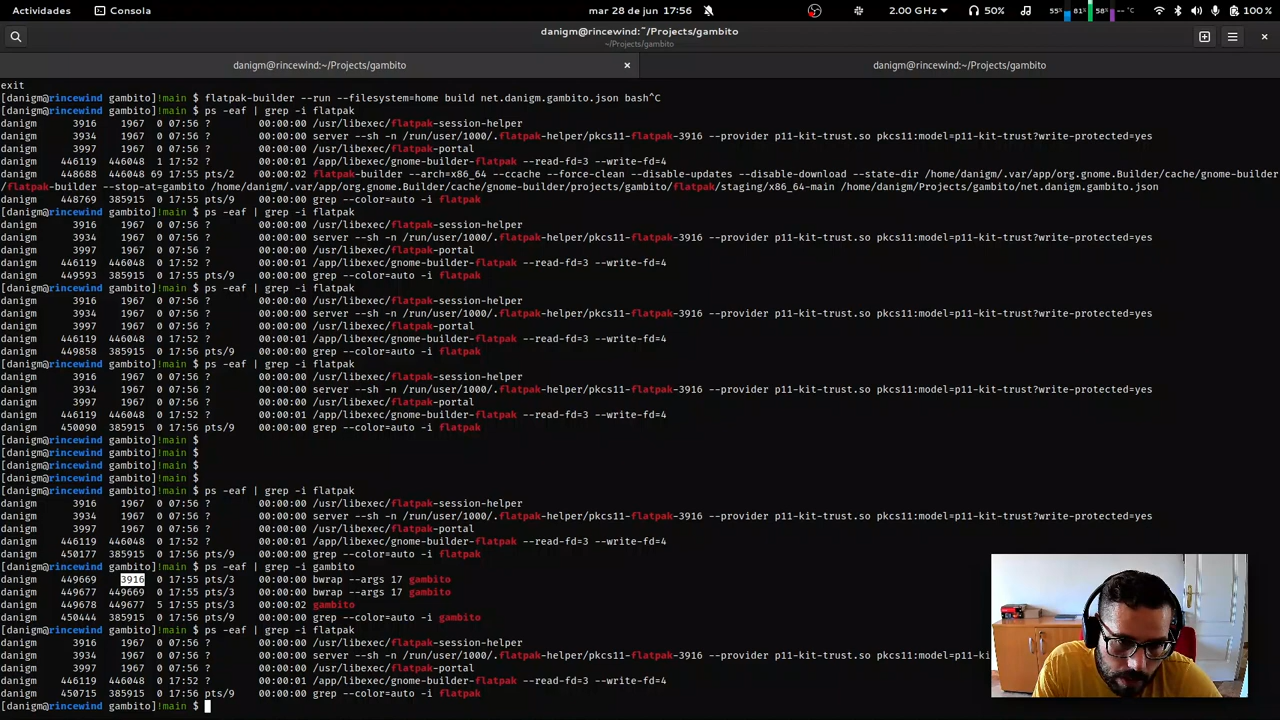 Actividades Consola mar 28 de jun 17:56 2.00 GHz 50% 55% 81% 58% --°C 100 %
danigm@rincewind:~/Projects/gambito
~/Projects/gambito
danigm@rincewind:~/Projects/gambito × danigm@rincewind:~/Projects/gambito
exit
[danigm@rincewind gambito]!main $ flatpak-builder --run --filesystem=home build net.danigm.gambito.json bash^C
[danigm@rincewind gambito]!main $ ps -eaf | grep -i flatpak
danigm 3916 1967 0 07:56 ? 00:00:00 /usr/libexec/flatpak-session-helper
danigm 3934 1967 0 07:56 ? 00:00:00 server --sh -n /run/user/1000/.flatpak-helper/pkcs11-flatpak-3916 --provider p11-kit-trust.so pkcs11:model=p11-kit-trust?write-protected=yes
danigm 3997 1967 0 07:56 ? 00:00:00 /usr/libexec/flatpak-portal
danigm 446119 446048 1 17:52 ? 00:00:01 /app/libexec/gnome-builder-flatpak --read-fd=3 --write-fd=4
danigm 448688 446048 69 17:55 pts/2 00:00:02 flatpak-builder --arch=x86_64 --ccache --force-clean --disable-updates --disable-download --state-dir /home/danigm/.var/app/org.gnome.Builder/cache/gnome-builder
/flatpak-builder --stop-at=gambito /home/danigm/.var/app/org.gnome.Builder/cache/gnome-builder/projects/gambito/flatpak/staging/x86_64-main /home/danigm/Projects/gambito/net.danigm.gambito.json
danigm 448769 385915 0 17:55 pts/9 00:00:00 grep --color=auto -i flatpak
[danigm@rincewind gambito]!main $ ps -eaf | grep -i flatpak
danigm 3916 1967 0 07:56 ? 00:00:00 /usr/libexec/flatpak-session-helper
danigm 3934 1967 0 07:56 ? 00:00:00 server --sh -n /run/user/1000/.flatpak-helper/pkcs11-flatpak-3916 --provider p11-kit-trust.so pkcs11:model=p11-kit-trust?write-protected=yes
danigm 3997 1967 0 07:56 ? 00:00:00 /usr/libexec/flatpak-portal
danigm 446119 446048 0 17:52 ? 00:00:01 /app/libexec/gnome-builder-flatpak --read-fd=3 --write-fd=4
danigm 449593 385915 0 17:55 pts/9 00:00:00 grep --color=auto -i flatpak
[danigm@rincewind gambito]!main $ ps -eaf | grep -i flatpak
danigm 3916 1967 0 07:56 ? 00:00:00 /usr/libexec/flatpak-session-helper
danigm 3934 1967 0 07:56 ? 00:00:00 server --sh -n /run/user/1000/.flatpak-helper/pkcs11-flatpak-3916 --provider p11-kit-trust.so pkcs11:model=p11-kit-trust?write-protected=yes
danigm 3997 1967 0 07:56 ? 00:00:00 /usr/libexec/flatpak-portal
danigm 446119 446048 0 17:52 ? 00:00:01 /app/libexec/gnome-builder-flatpak --read-fd=3 --write-fd=4
danigm 449858 385915 0 17:55 pts/9 00:00:00 grep --color=auto -i flatpak
[danigm@rincewind gambito]!main $ ps -eaf | grep -i flatpak
danigm 3916 1967 0 07:56 ? 00:00:00 /usr/libexec/flatpak-session-helper
danigm 3934 1967 0 07:56 ? 00:00:00 server --sh -n /run/user/1000/.flatpak-helper/pkcs11-flatpak-3916 --provider p11-kit-trust.so pkcs11:model=p11-kit-trust?write-protected=yes
danigm 3997 1967 0 07:56 ? 00:00:00 /usr/libexec/flatpak-portal
danigm 446119 446048 0 17:52 ? 00:00:01 /app/libexec/gnome-builder-flatpak --read-fd=3 --write-fd=4
danigm 450090 385915 0 17:56 pts/9 00:00:00 grep --color=auto -i flatpak
[danigm@rincewind gambito]!main $
[danigm@rincewind gambito]!main $
[danigm@rincewind gambito]!main $
[danigm@rincewind gambito]!main $
[danigm@rincewind gambito]!main $ ps -eaf | grep -i flatpak
danigm 3916 1967 0 07:56 ? 00:00:00 /usr/libexec/flatpak-session-helper
danigm 3934 1967 0 07:56 ? 00:00:00 server --sh -n /run/user/1000/.flatpak-helper/pkcs11-flatpak-3916 --provider p11-kit-trust.so pkcs11:model=p11-kit-trust?write-protected=yes
danigm 3997 1967 0 07:56 ? 00:00:00 /usr/libexec/flatpak-portal
danigm 446119 446048 0 17:52 ? 00:00:01 /app/libexec/gnome-builder-flatpak --read-fd=3 --write-fd=4
danigm 450177 385915 0 17:56 pts/9 00:00:00 grep --color=auto -i flatpak
[danigm@rincewind gambito]!main $ ps -eaf | grep -i gambito
danigm 449669 3916 0 17:55 pts/3 00:00:00 bwrap --args 17 gambito
danigm 449677 449669 0 17:55 pts/3 00:00:00 bwrap --args 17 gambito
danigm 449678 449677 5 17:55 pts/3 00:00:02 gambito
danigm 450444 385915 0 17:56 pts/9 00:00:00 grep --color=auto -i gambito
[danigm@rincewind gambito]!main $ ps -eaf | grep -i flatpak
danigm 3916 1967 0 07:56 ? 00:00:00 /usr/libexec/flatpak-session-helper
danigm 3934 1967 0 07:56 ? 00:00:00 server --sh -n /run/user/1000/.flatpak-helper/pkcs11-flatpak-3916 --provider p11-kit-trust.so pkcs11:model=p11-ki
danigm 3997 1967 0 07:56 ? 00:00:00 /usr/libexec/flatpak-portal
danigm 446119 446048 0 17:52 ? 00:00:01 /app/libexec/gnome-builder-flatpak --read-fd=3 --write-fd=4
danigm 450715 385915 0 17:56 pts/9 00:00:00 grep --color=auto -i flatpak
[danigm@rincewind gambito]!main $